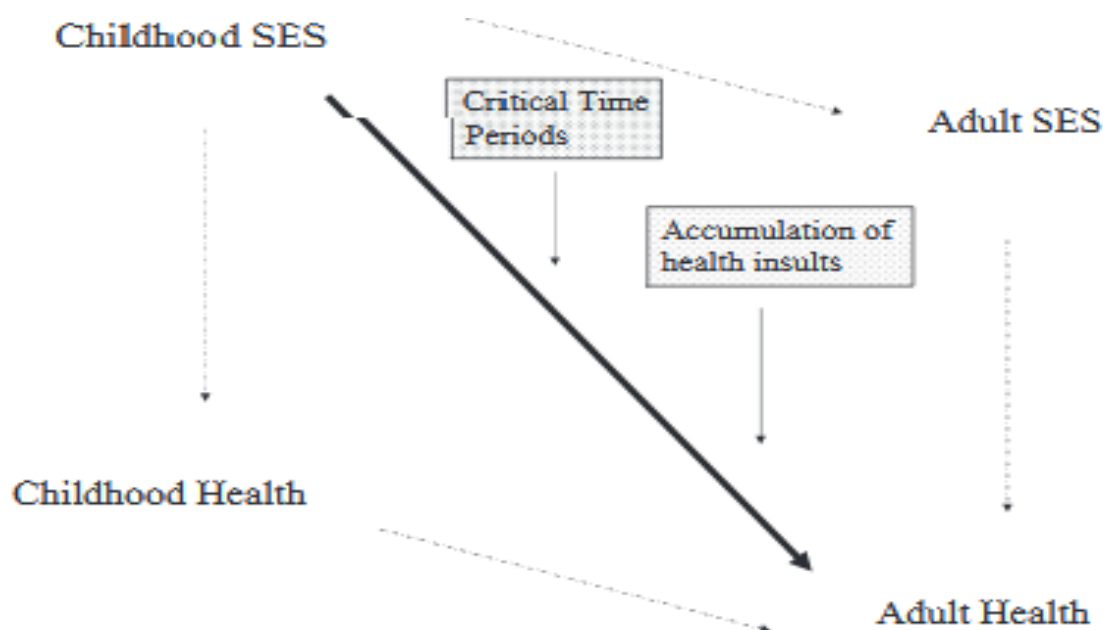 Childhood SES
Critical Time
Periods
Adult SES
Accumulation of
health insults
Childhood Health
Adult Health